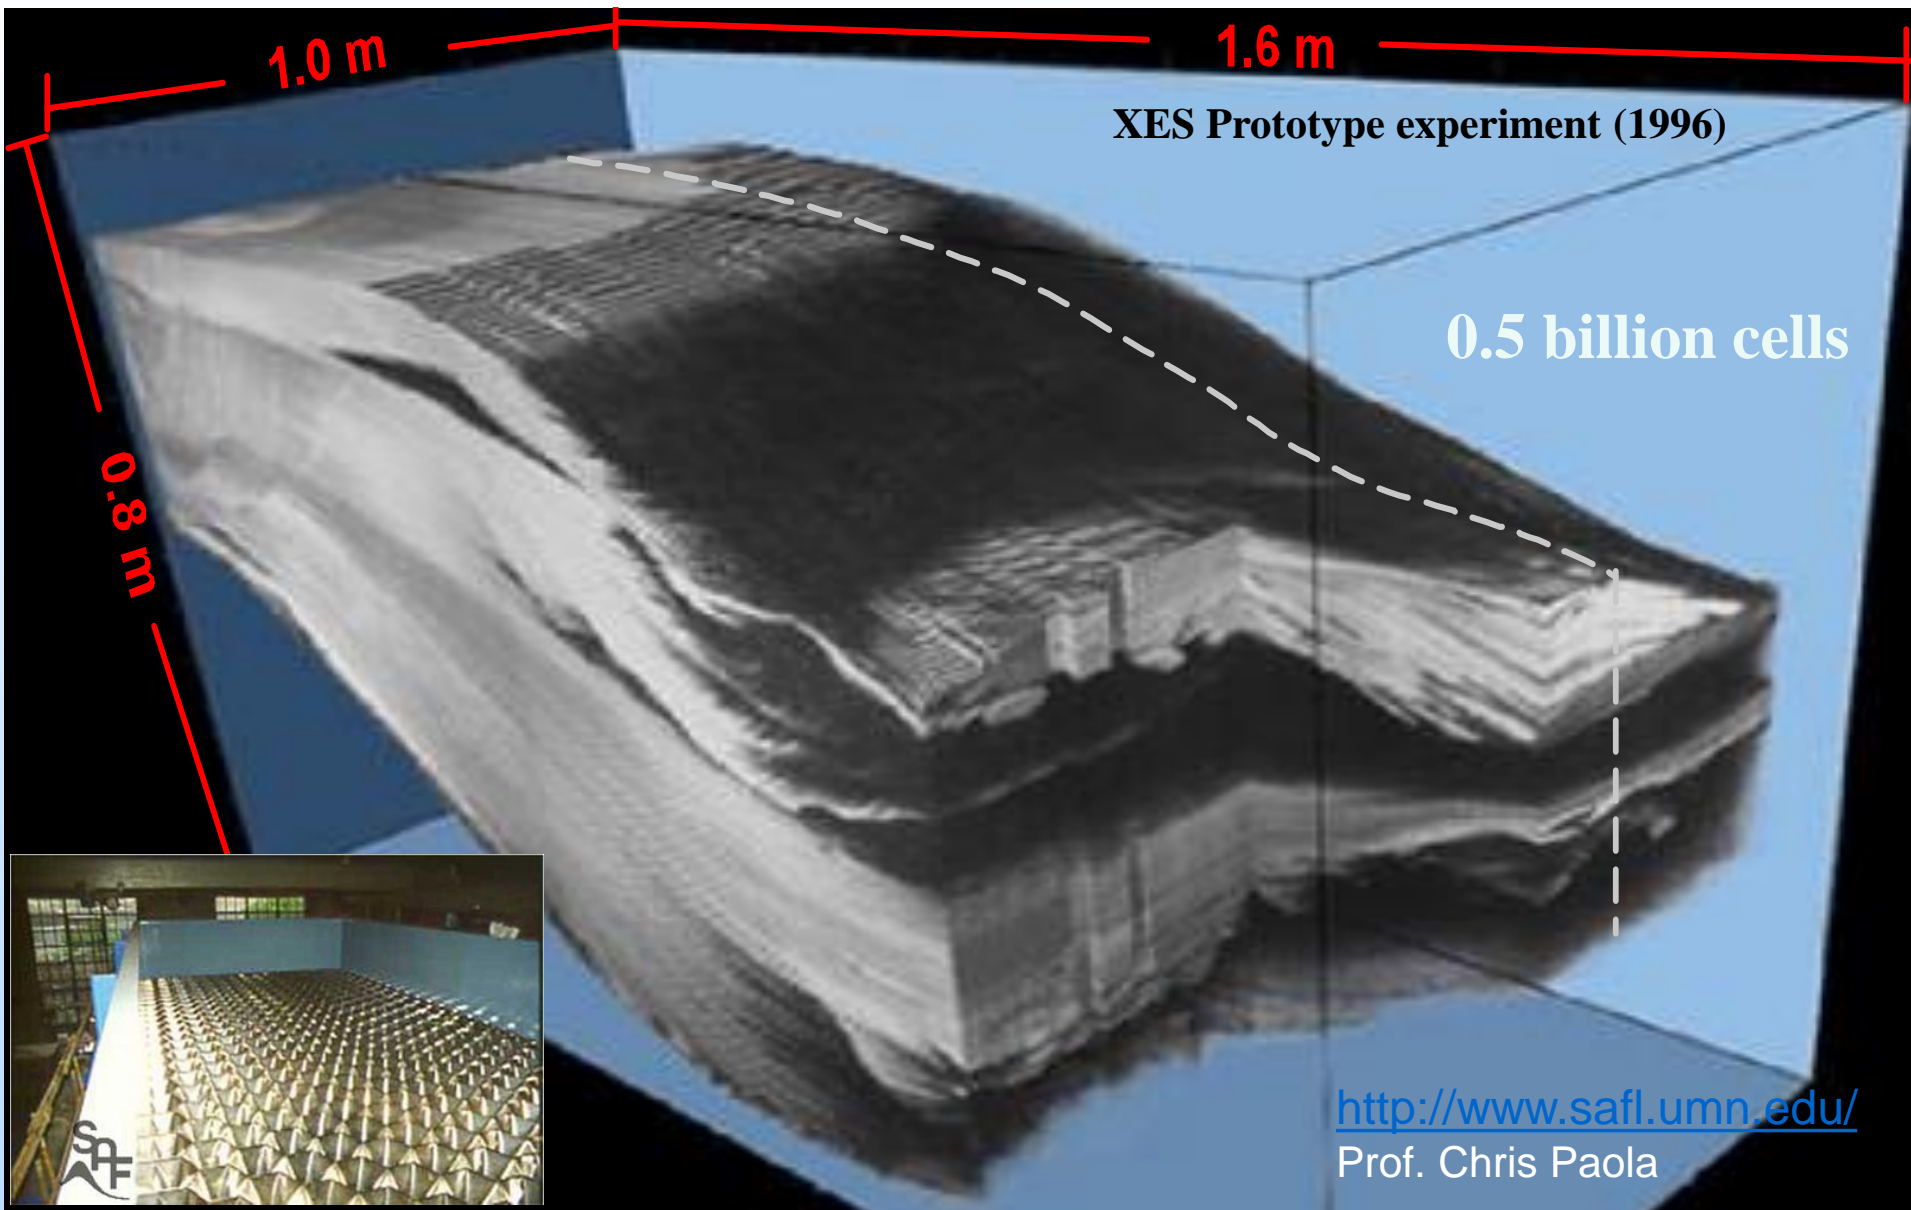 1.0 m
1.6 m
XES Prototype experiment (1996)
0.5 billion cells
0.8 m
http://www.safl.umn.edu/
Prof. Chris Paola
SAF